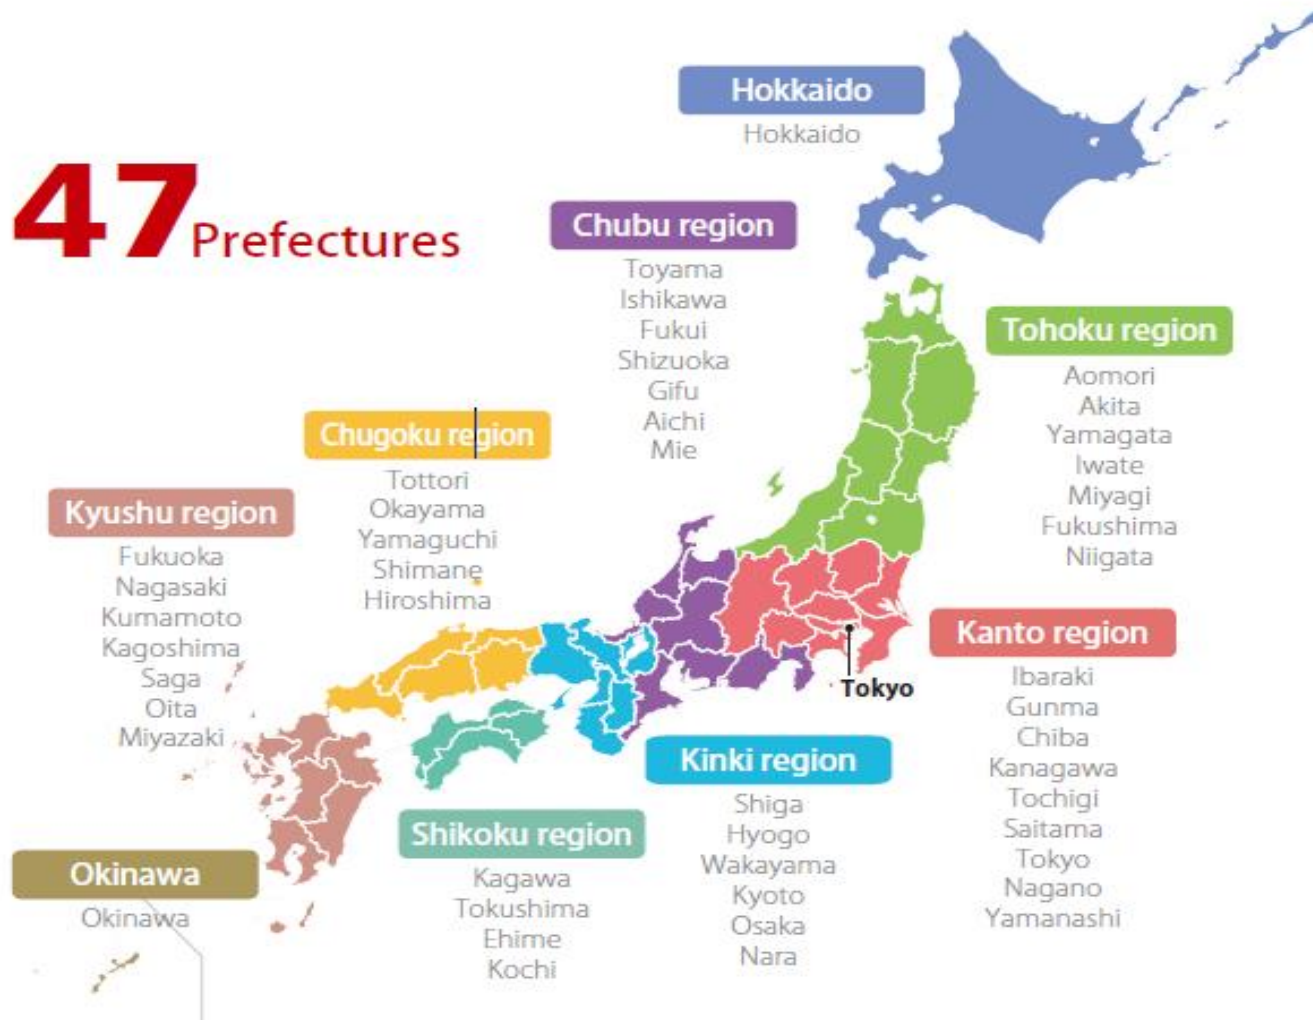 47 Prefectures
Hokkaido
Hokkaido
Chubu region
Toyama
Ishikawa
Fukui
Shizuoka
Gifu
Aichi
Mie
Tohoku region
Aomori
Akita
Yamagata
Iwate
Miyagi
Fukushima
Niigata
Chugoku region
Tottori
Okayama
Yamaguchi
Shimane
Hiroshima
Kyushu region
Fukuoka
Nagasaki
Kumamoto
Kagoshima
Saga
Oita
Miyazaki
Kanto region
Ibaraki
Gunma
Chiba
Kanagawa
Tochigi
Saitama
Tokyo
Nagano
Yamanashi
Tokyo
Kinki region
Shiga
Hyogo
Wakayama
Kyoto
Osaka
Nara
Shikoku region
Kagawa
Tokushima
Ehime
Kochi
Okinawa
Okinawa